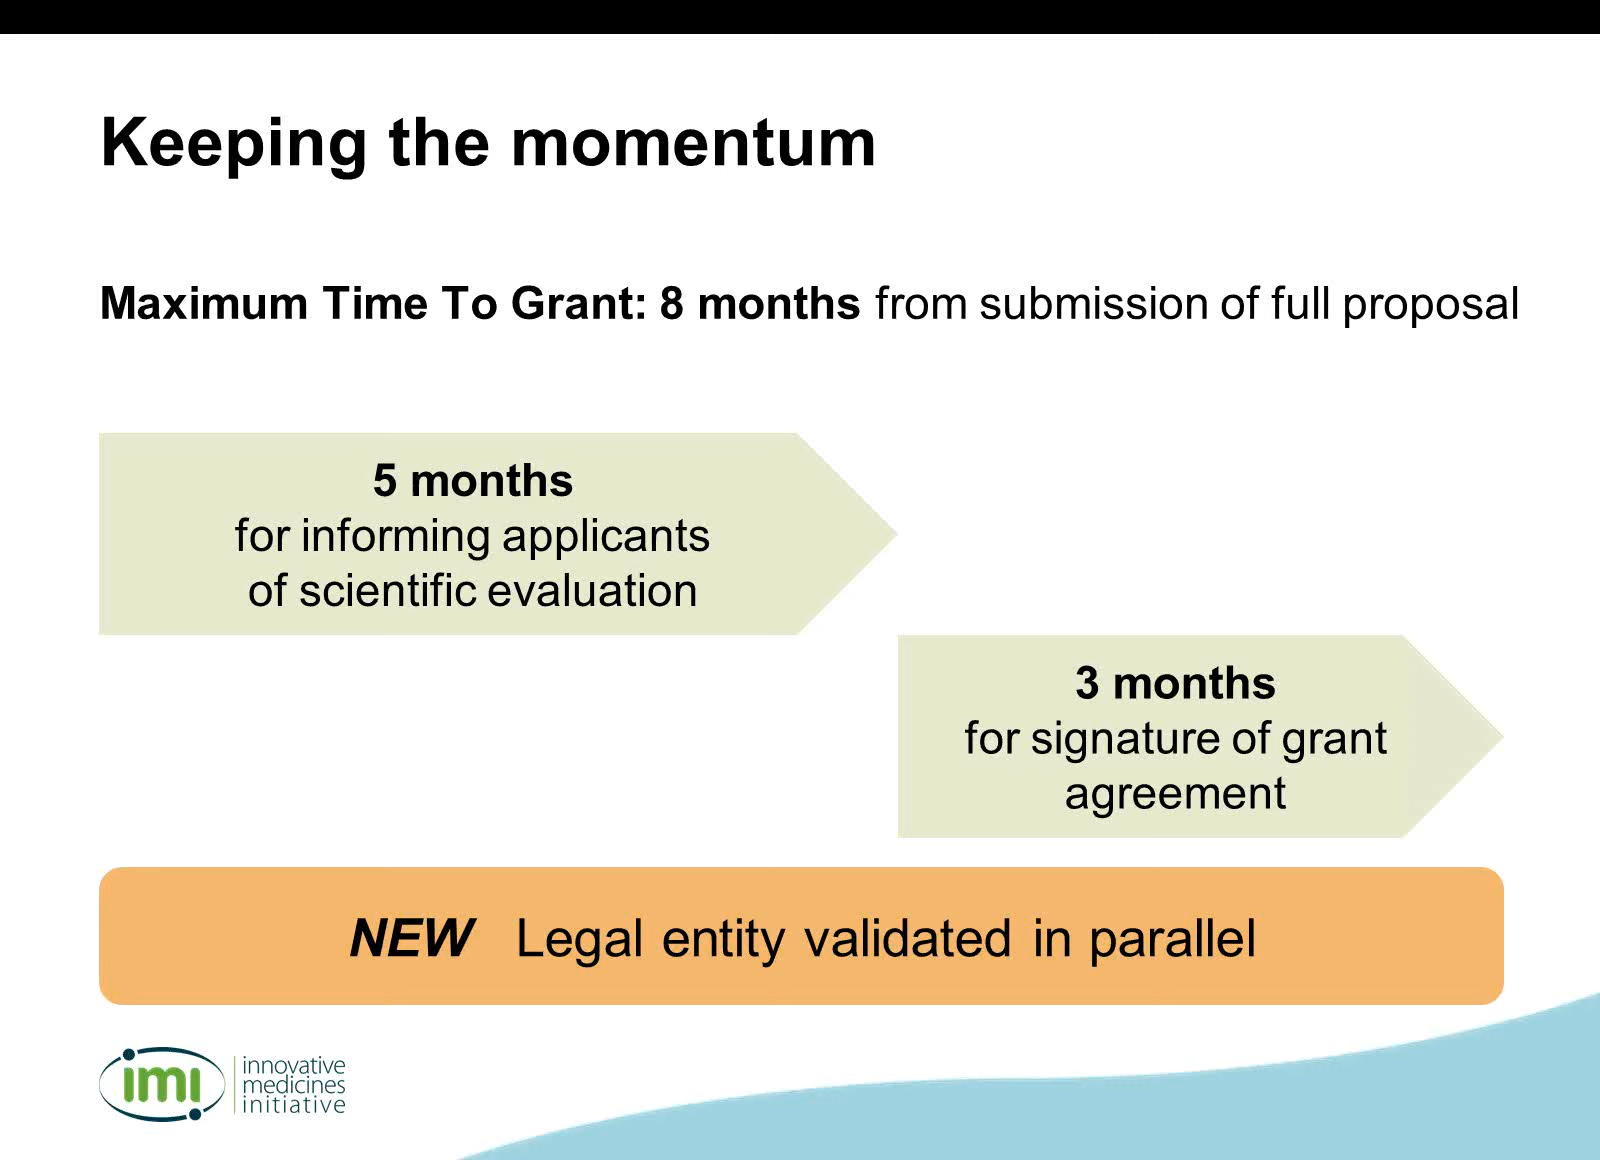 Keeping the momentum
Maximum Time To Grant: 8 months from submission of full proposal
5 months
for informing applicants
of scientific evaluation
3 months
for signature of grant
agreement
NEW Legal entity validated in parallel
imi
innovative
medicines
initiative